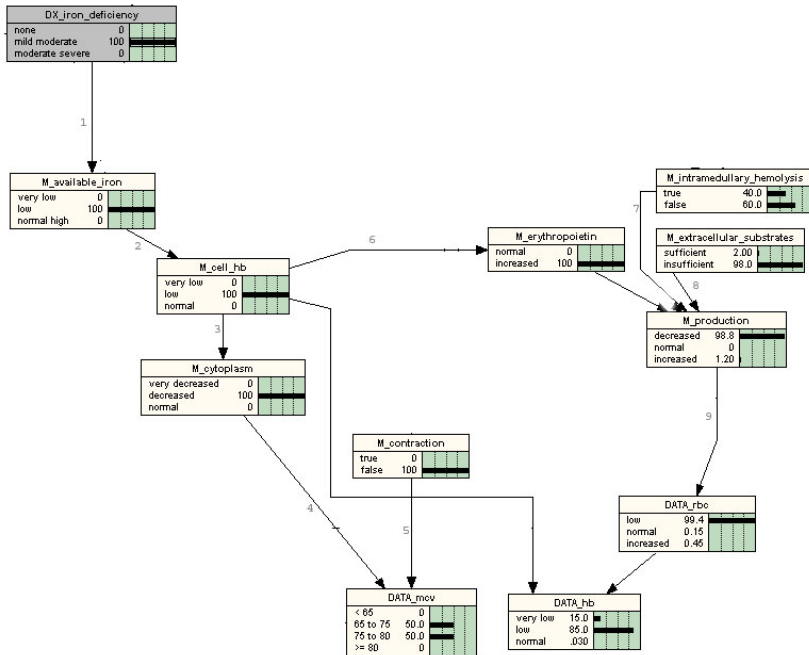 DX_iron_deficiency
none 0
mild moderate 100
moderate severe 0
1
M_available_iron
very low 0
low 100
normal high 0
2
M_cell_hb
very low 0
low 100
normal 0
6
M_erythropoietin
normal 0
increased 100
M_intramedullary_hemolysis
true 40.0
false 60.0
7
M_extracellular_substrates
sufficient 2.00
insufficient 98.0
8
M_production
decreased 98.8
normal 0
increased 1.20
3
M_cytoplasm
very decreased 0
decreased 100
normal 0
9
M_contraction
true 0
false 100
4
5
DATA_rbc
low 99.4
normal 0.15
increased 0.45
DATA_mcv
< 65 0
65 to 75 50.0
75 to 80 50.0
>= 80 0
DATA_hb
very low 15.0
low 85.0
normal .030